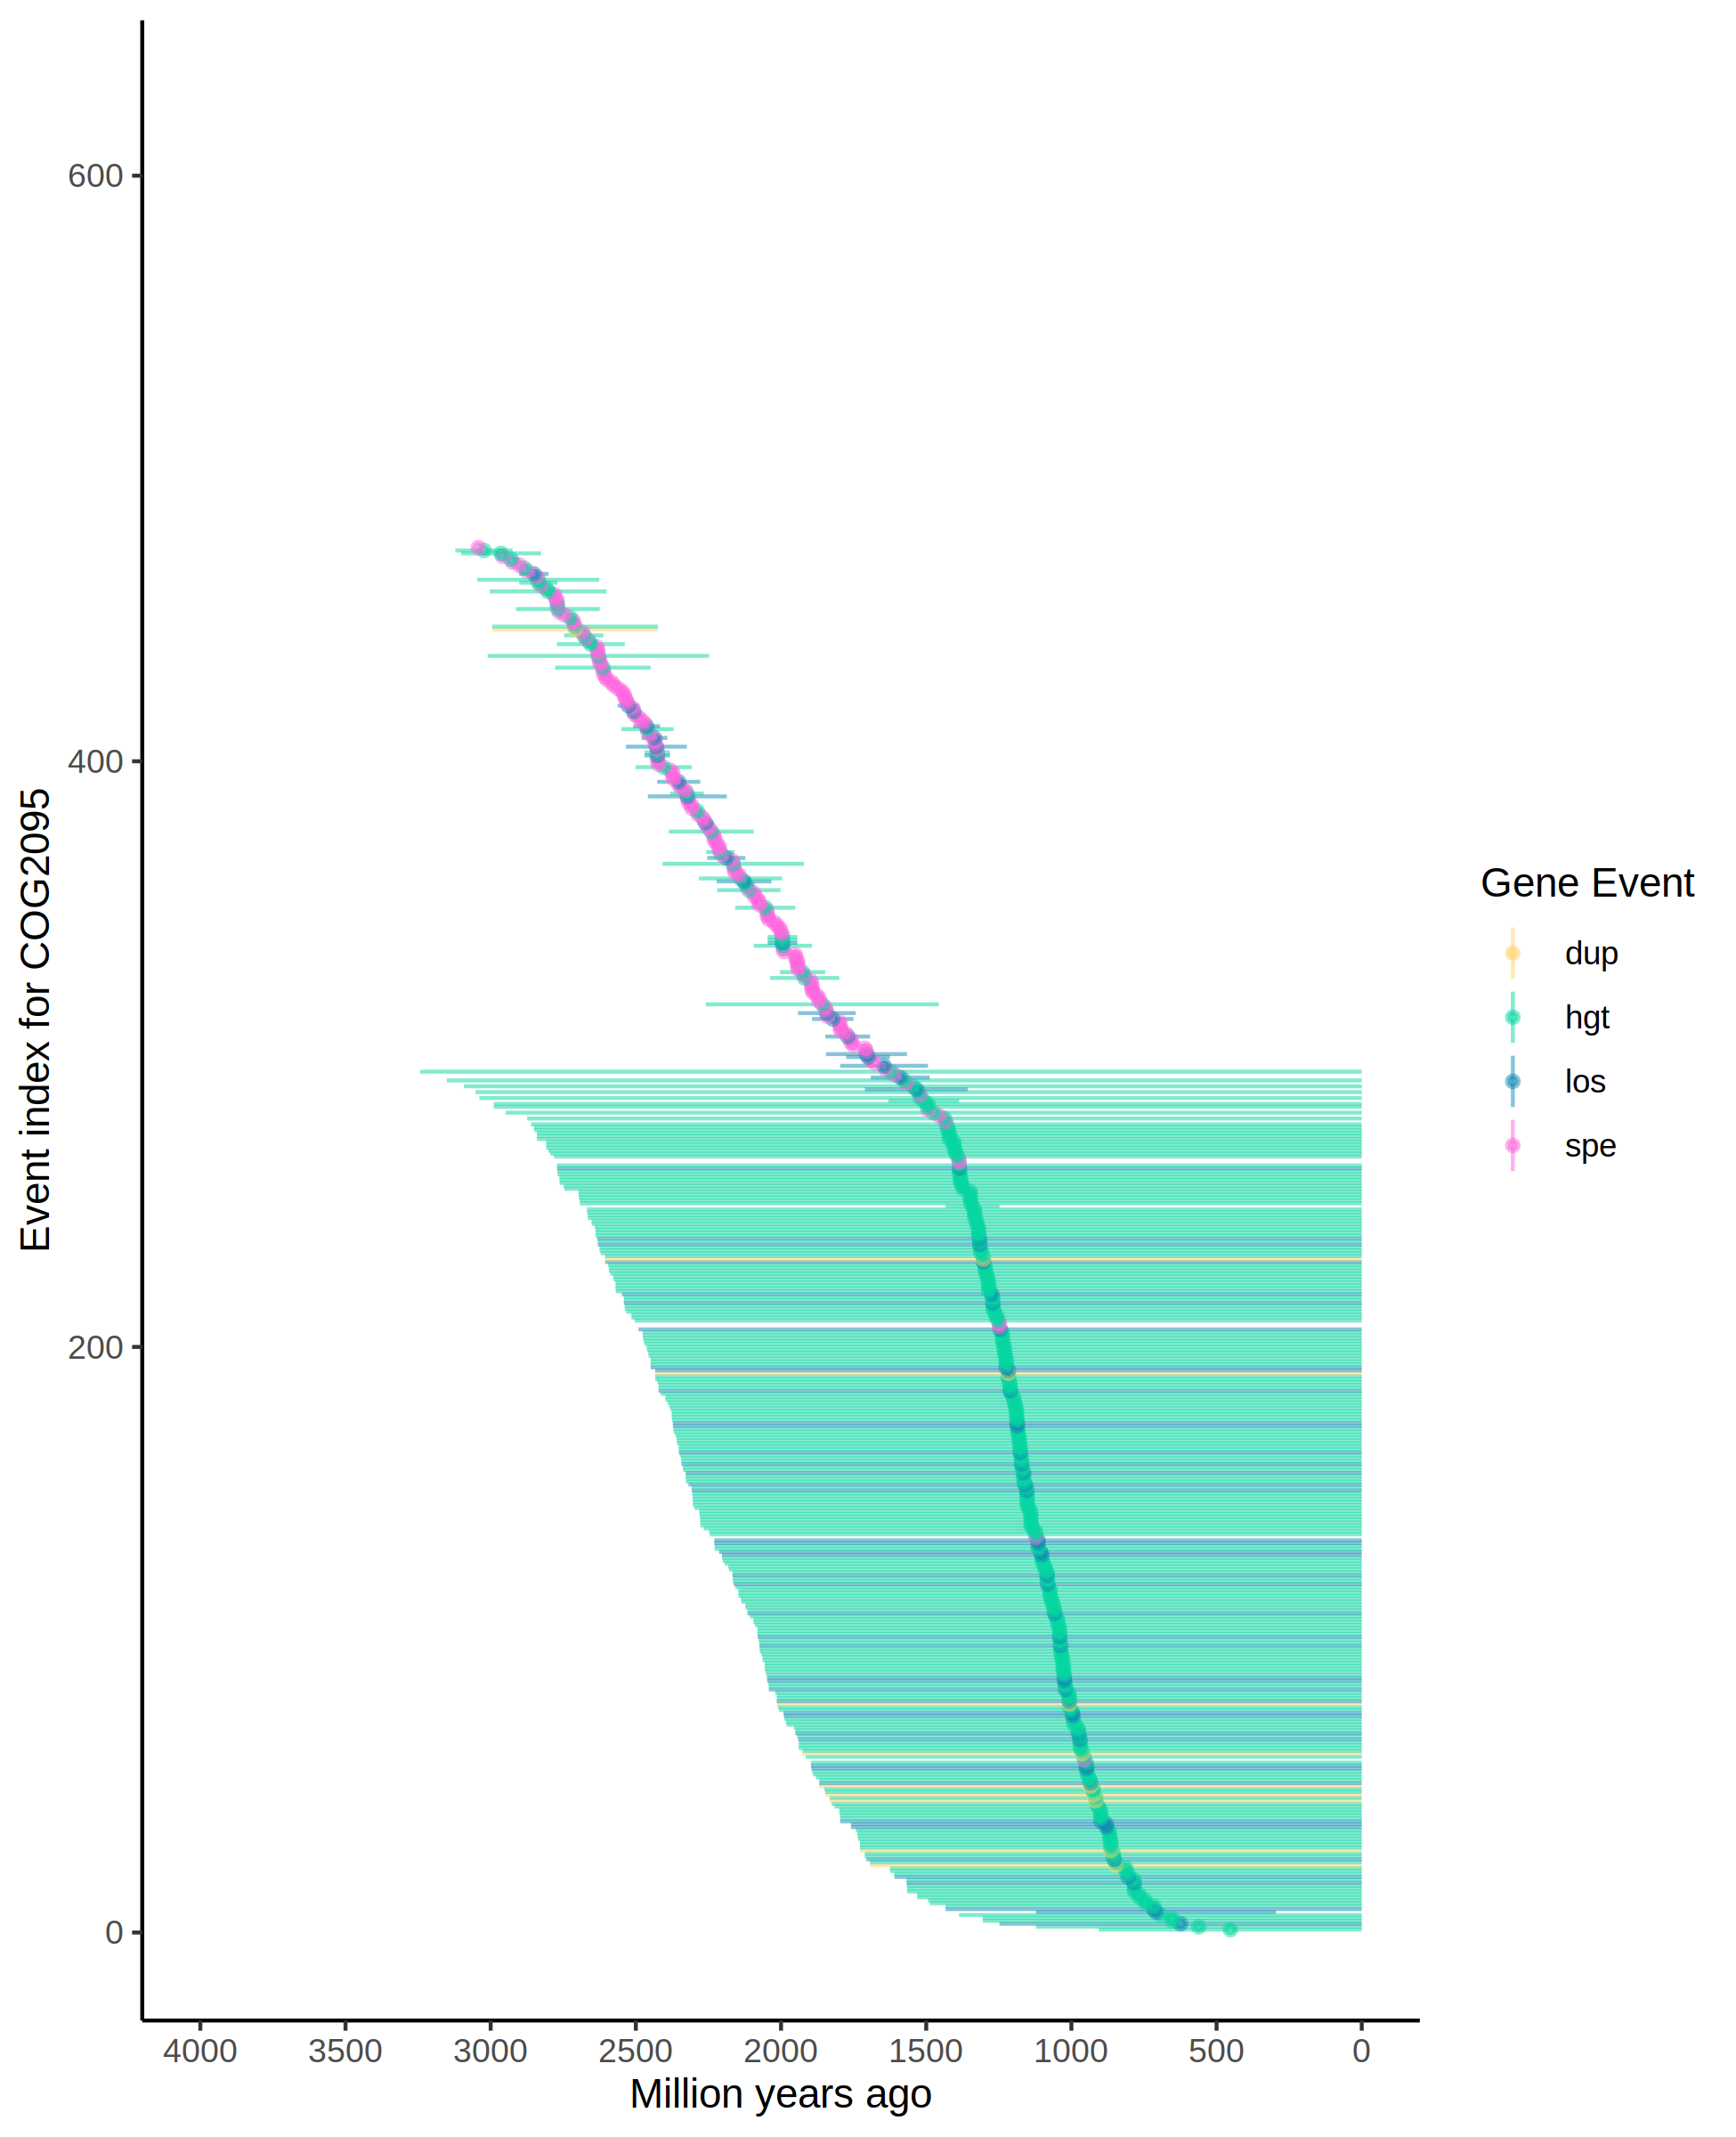 Event index for COG2095
600
400
200
0
4000 3500 3000 2500 2000 1500 1000 500 0
Million years ago
Gene Event
dup
hgt
los
spe